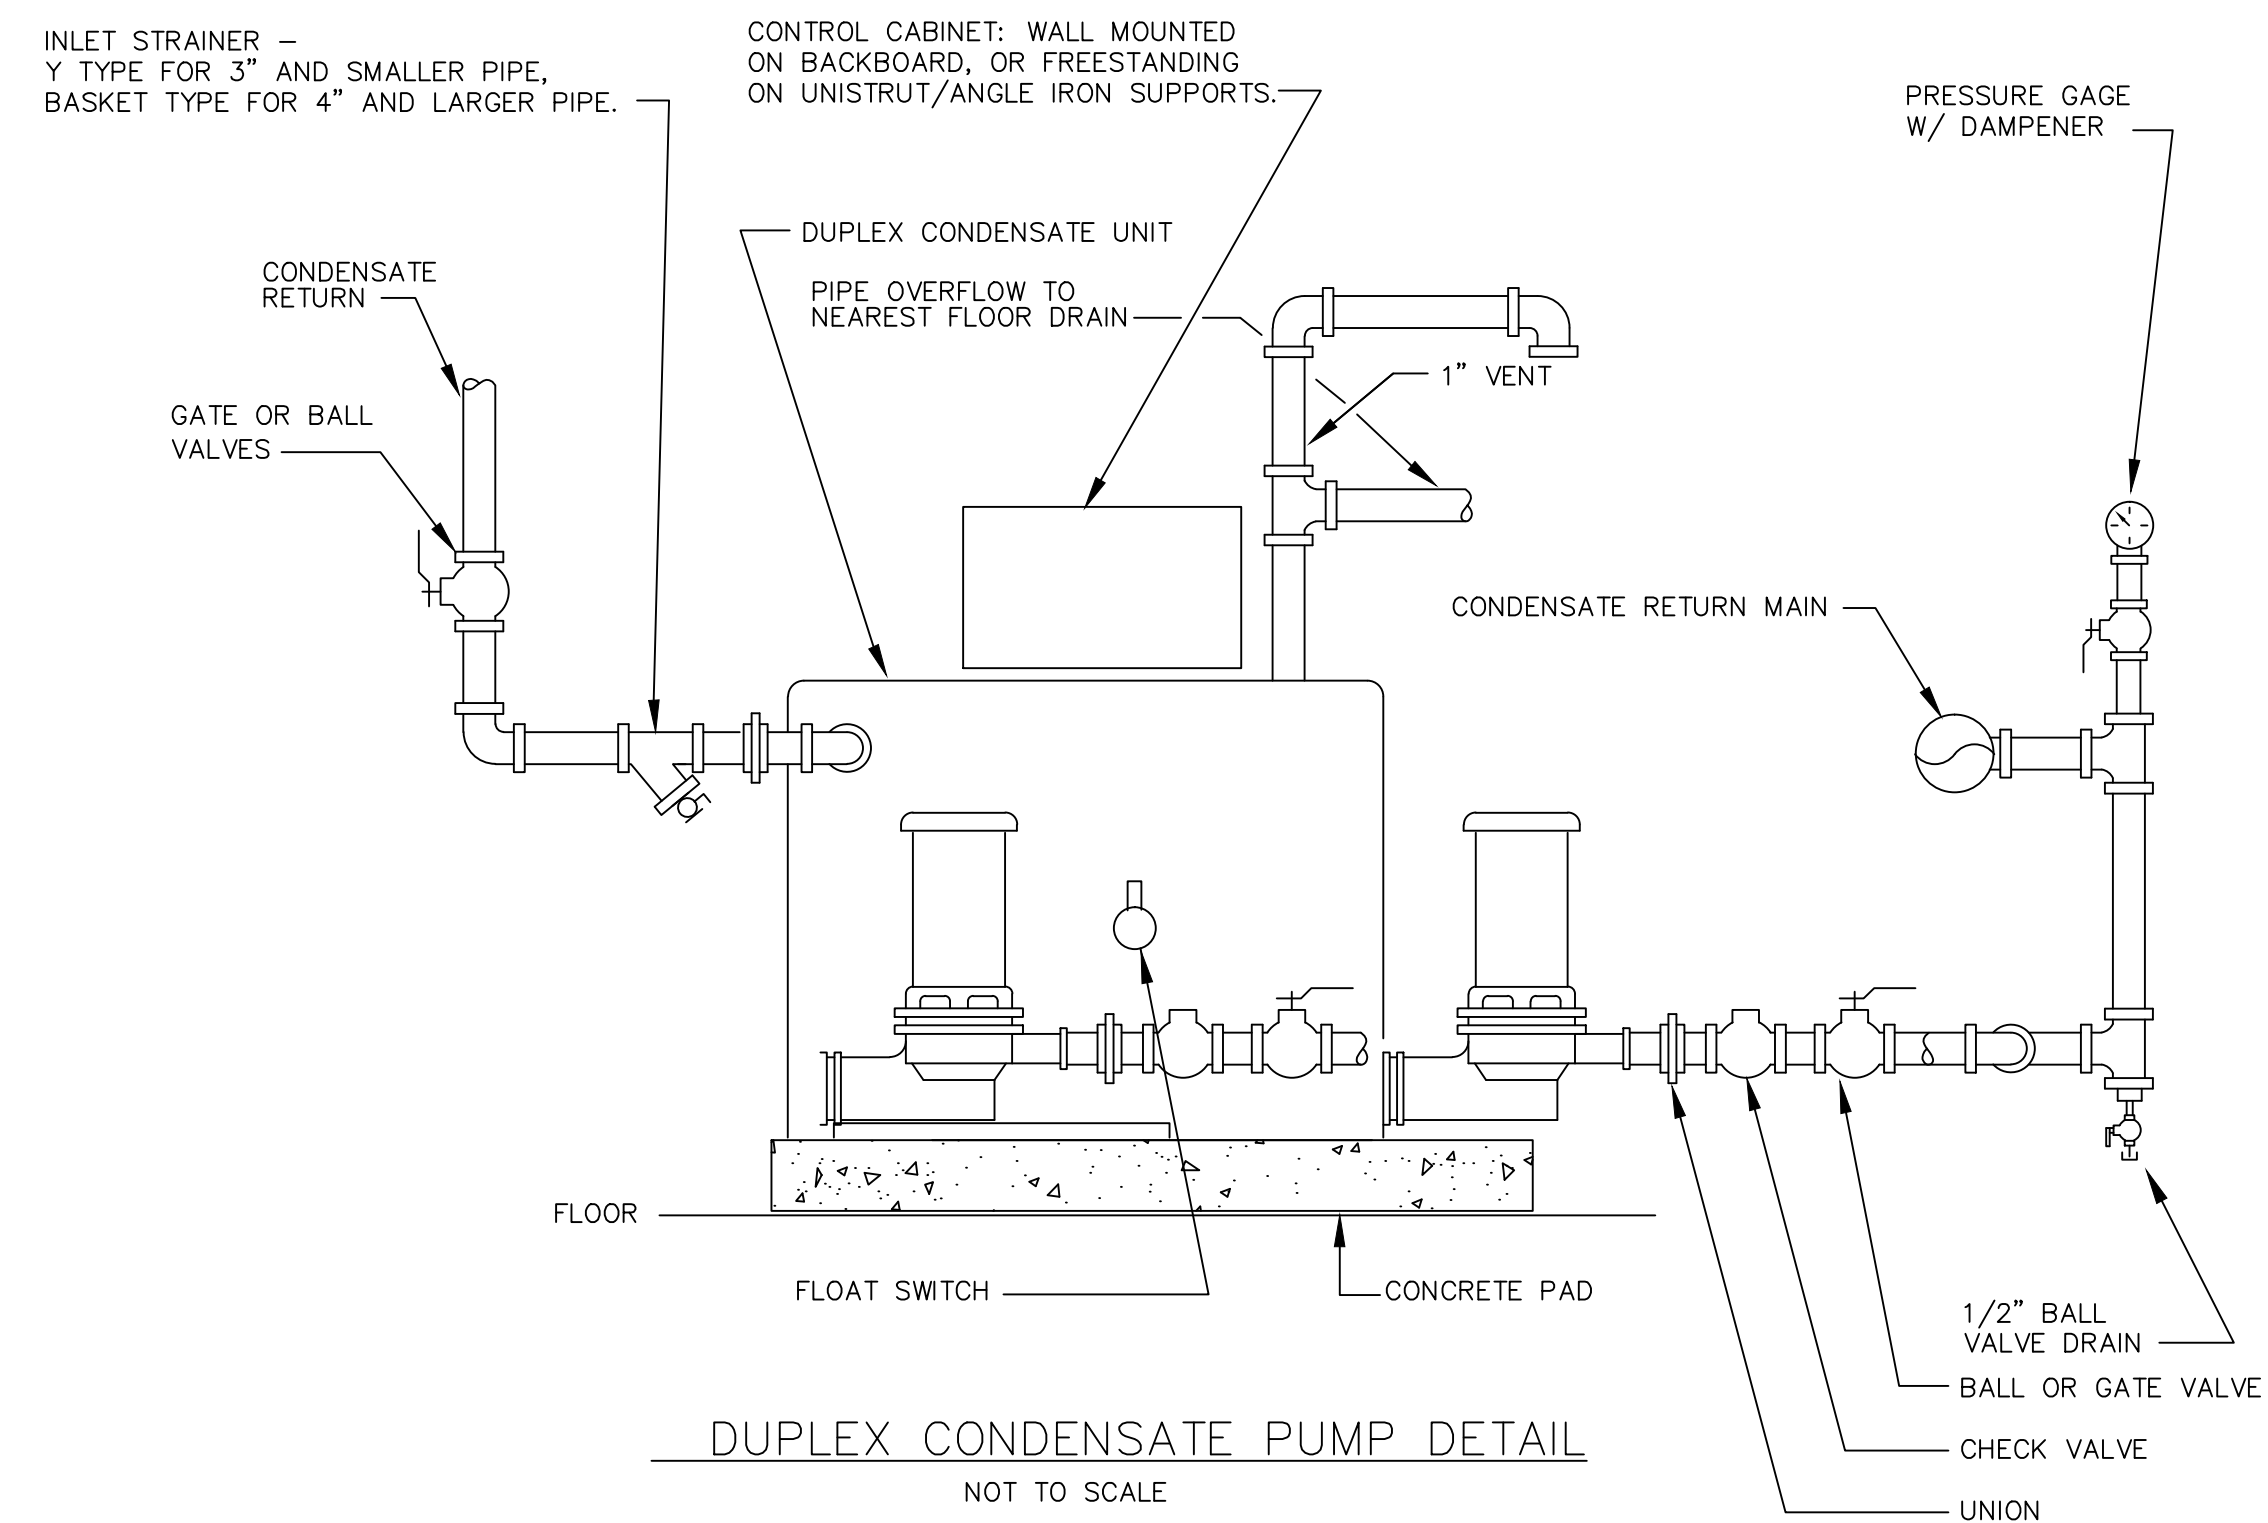 INLET STRAINER –
Y TYPE FOR 3" AND SMALLER PIPE,
BASKET TYPE FOR 4" AND LARGER PIPE.
CONTROL CABINET: WALL MOUNTED
ON BACKBOARD, OR FREESTANDING
ON UNISTRUT/ANGLE IRON SUPPORTS.
PRESSURE GAGE
W/ DAMPENER
DUPLEX CONDENSATE UNIT
CONDENSATE
RETURN
PIPE OVERFLOW TO
NEAREST FLOOR DRAIN
1" VENT
GATE OR BALL
VALVES
CONDENSATE RETURN MAIN
FLOOR
FLOAT SWITCH
CONCRETE PAD
1/2" BALL
VALVE DRAIN
BALL OR GATE VALVE
CHECK VALVE
UNION
DUPLEX CONDENSATE PUMP DETAIL
NOT TO SCALE